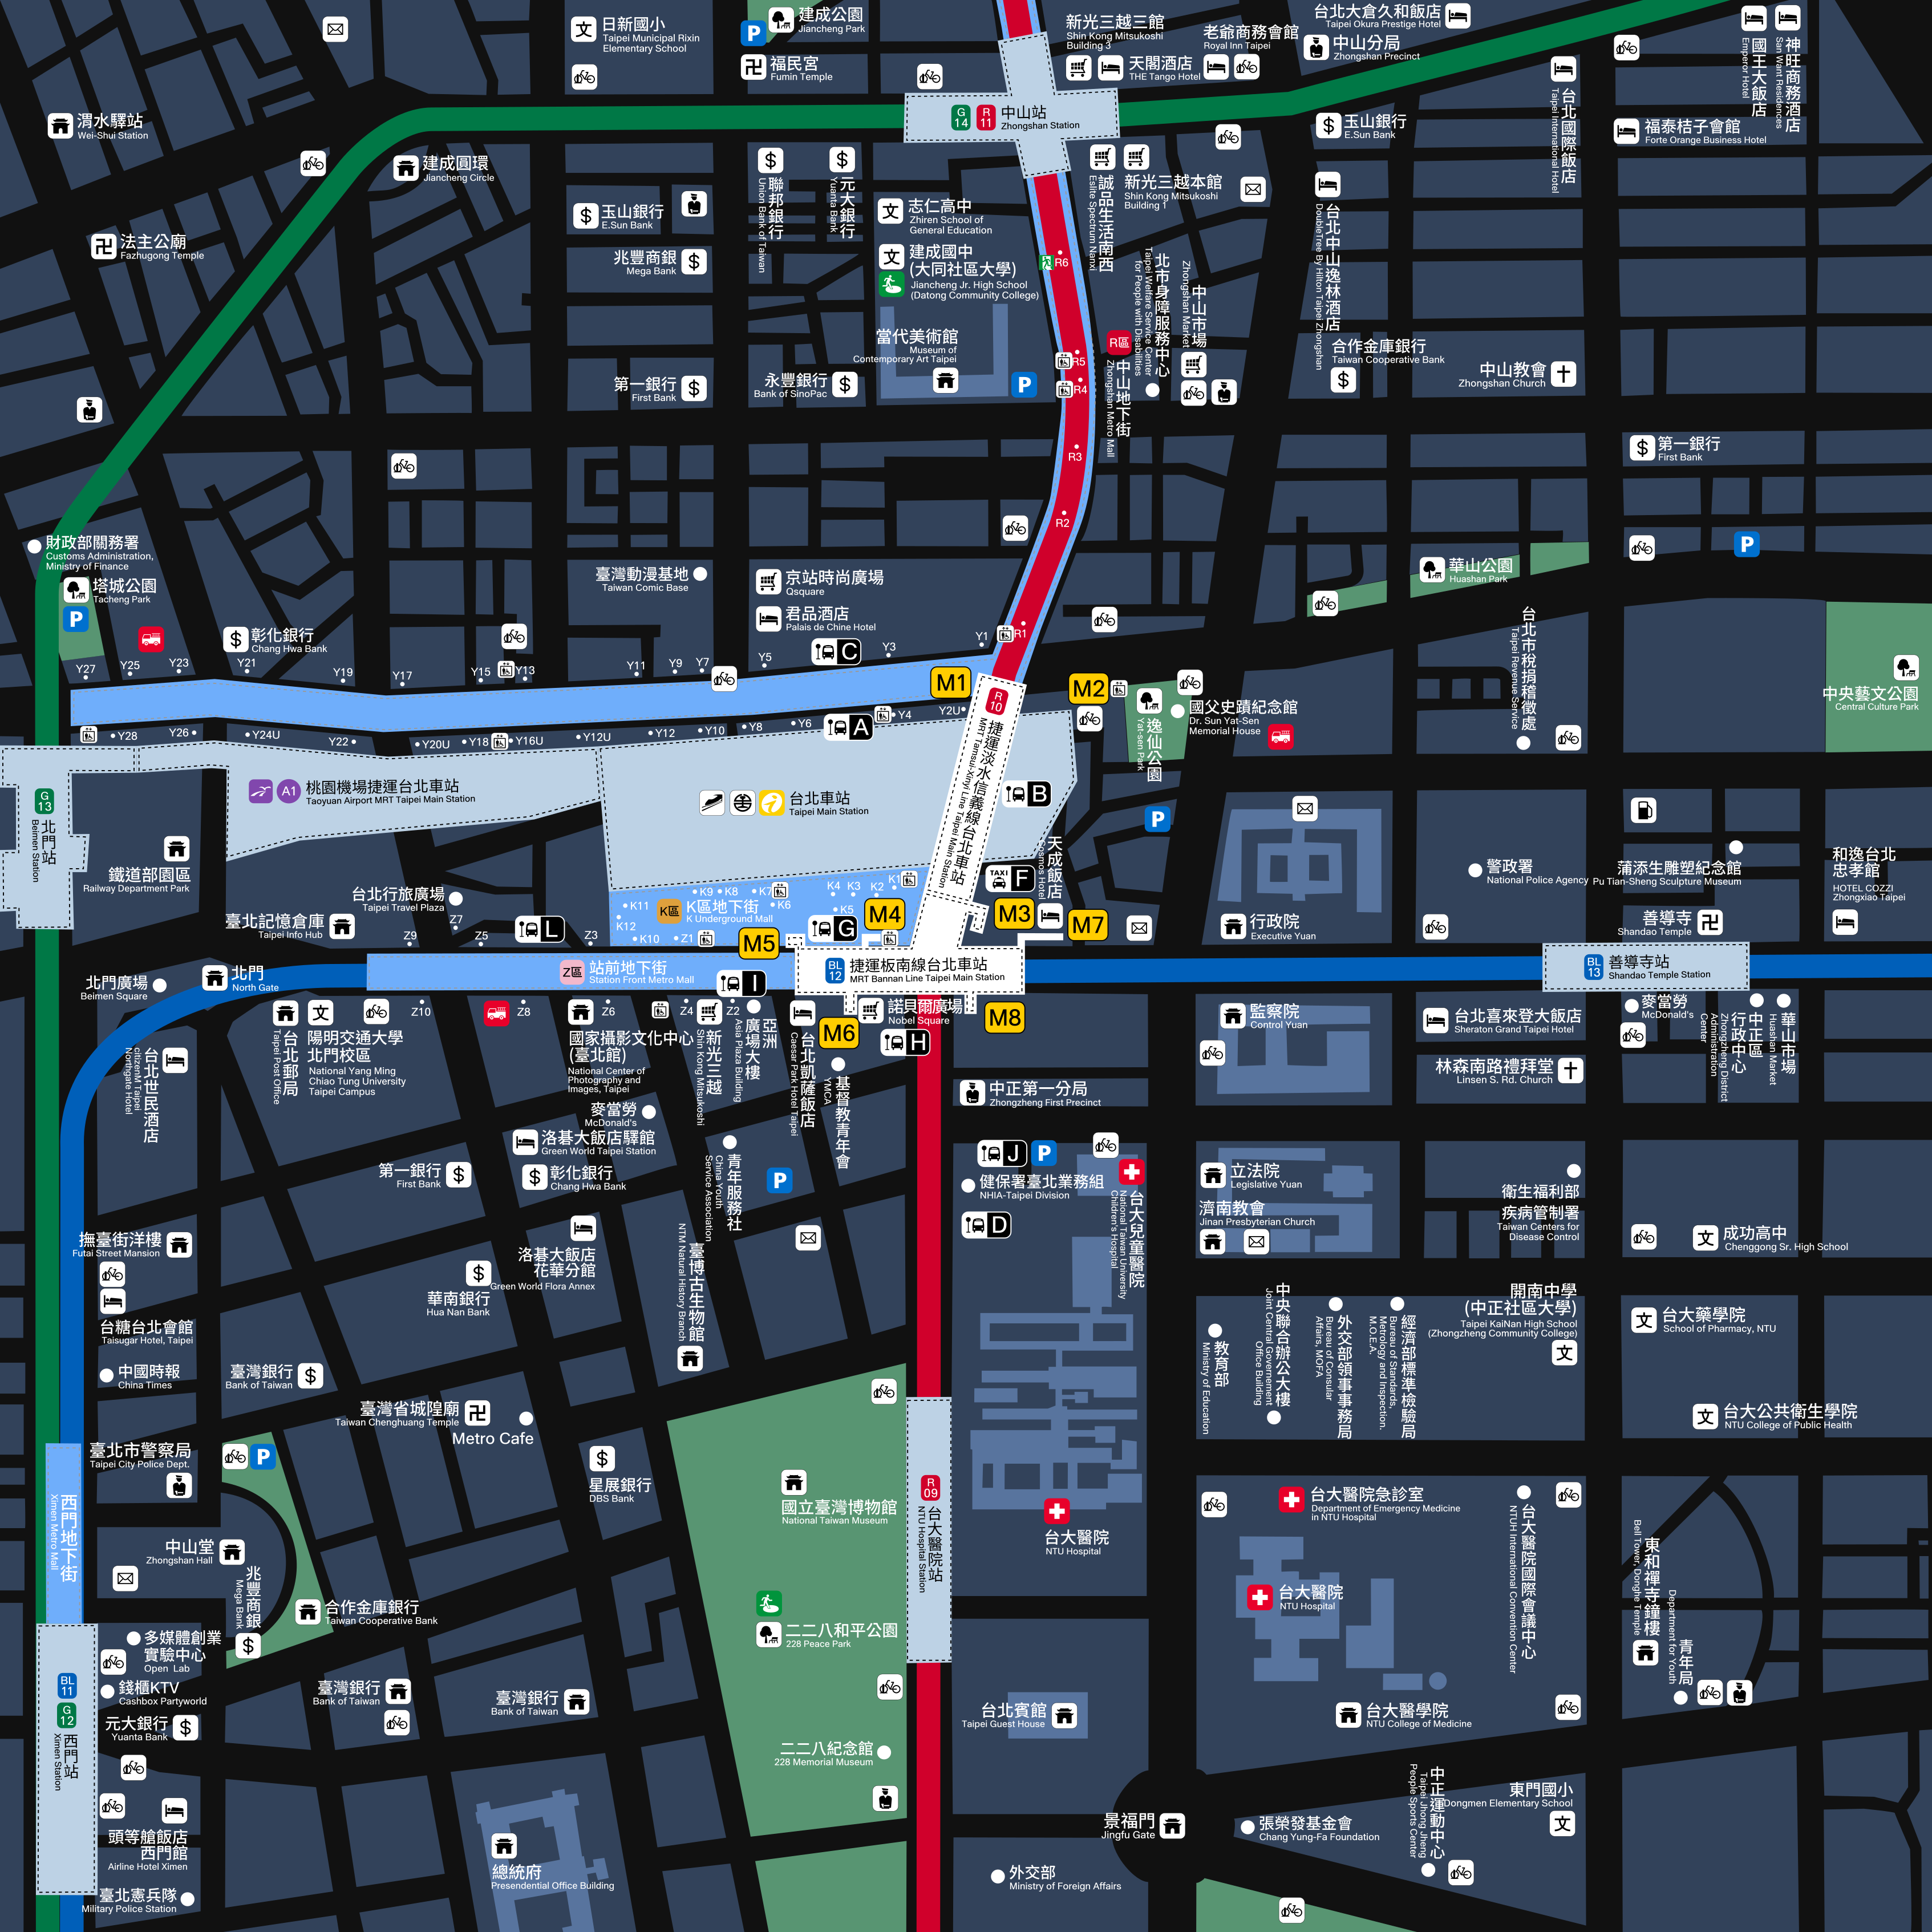 日新國小
Taipei Municipal Rixin
Elementary School
P
建成公園
Jiancheng Park
福民宮
Fumin Temple
新光三越三館
Shin Kong Mitsukoshi
Building 3
天閣酒店
THE Tango Hotel
老爺商務會館
Royal Inn Taipei
台北大倉久和飯店
Taipei Okura Prestige Hotel
中山分局
Zhongshan Precinct
台北國際飯店
Taipei International Hotel
國王大飯店
Emperor Hotel
神旺商務酒店
San Want Residences
福泰桔子會館
Forte Orange Business Hotel
渭水驛站
Wei-Shui Station
建成圓環
Jiancheng Circle
G
14
R
11
中山站
Zhongshan Station
玉山銀行
E.Sun Bank
法主公廟
Fazhugong Temple
玉山銀行
E.Sun Bank
兆豐商銀
Mega Bank
聯邦銀行
Union Bank of Taiwan
元大銀行
Yuanta Bank
志仁高中
Zhiren School of
General Education
建成國中
(大同社區大學)
Jiancheng Jr. High School
(Datong Community College)
誠品生活南西
Eslite Spectrum Nanxi
新光三越本館
Shin Kong Mitsukoshi
Building 1
台北中山逸林酒店
DoubleTree By Hilton Taipei Zhongshan
R6
北市身障服務中心
Taipei Welfare Service Center
for People with Disabilities
中山市場
Zhongshan Market
當代美術館
Museum of
Contemporary Art Taipei
R區
中山地下街
Zhongshan Metro Mall
R5
R4
R3
R2
R1
第一銀行
First Bank
永豐銀行
Bank of SinoPac
P
合作金庫銀行
Taiwan Cooperative Bank
中山教會
Zhongshan Church
第一銀行
First Bank
P
財政部關務署
Customs Administration,
Ministry of Finance
塔城公園
Tacheng Park
P
臺灣動漫基地
Taiwan Comic Base
京站時尚廣場
Qsquare
君品酒店
Palais de Chine Hotel
華山公園
Huashan Park
彰化銀行
Chang Hwa Bank
C
Y27
Y25
Y23
Y21
Y19
Y17
Y15
Y13
Y11
Y9
Y7
Y5
Y3
Y1
M1
M2
Y28
Y26
Y24U
Y22
Y20U
Y18
Y16U
Y12U
Y12
Y10
Y8
Y6
A
Y4
Y2U
R
10
捷運淡水信義線台北車站
MRT Tamsui-Xinyi Line Taipei Main Station
逸仙公園
Yat-sen Park
國父史蹟紀念館
Dr. Sun Yat-Sen
Memorial House
台北市稅捐稽徵處
Taipei Revenue Service
中央藝文公園
Central Culture Park
G
13
北門站
Beimen Station
A1
桃園機場捷運台北車站
Taoyuan Airport MRT Taipei Main Station
台北車站
Taipei Main Station
B
P
鐵道部園區
Railway Department Park
台北行旅廣場
Taipei Travel Plaza
臺北記憶倉庫
Taipei Info Hub
F
TAXI
天成飯店
Cosmos Hotel
警政署
National Police Agency
蒲添生雕塑紀念館
Pu Tian-Sheng Sculpture Museum
和逸台北
忠孝館
HOTEL COZZI
Zhongxiao Taipei
善導寺
Shandao Temple
行政院
Executive Yuan
K9
K8
K7
K4
K3
K2
K1
K11
K區
K區地下街
K Underground Mall
K6
K5
K12
K10
Z1
M5
G
M4
M3
M7
L
Z9
Z7
Z5
Z3
北門廣場
Beimen Square
北門
North Gate
Z區
站前地下街
Station Front Metro Mall
I
BL
12
捷運板南線台北車站
MRT Bannan Line Taipei Main Station
BL
13
善導寺站
Shandao Temple Station
Z10
Z8
Z6
Z4
Z2
台北郵局
Taipei Post Office
陽明交通大學
北門校區
National Yang Ming
Chiao Tung University
Taipei Campus
國家攝影文化中心
(臺北館)
National Center of
Photography and
Images, Taipei
新光三越
Shin Kong Mitsukoshi
亞洲
廣場大樓
Asia Plaza Building
台北凱薩飯店
Caesar Park Hotel Taipei
M6
諾貝爾廣場
Nobel Square
H
M8
監察院
Control Yuan
台北喜來登大飯店
Sheraton Grand Taipei Hotel
麥當勞
McDonald's
中正區
行政中心
Zhongzheng District
Administration
Center
華山市場
Huashan Market
台北世民酒店
citizenM Taipei
Northgate Hotel
基督教青年會
YMCA
中正第一分局
Zhongzheng First Precinct
林森南路禮拜堂
Linsen S. Rd. Church
麥當勞
McDonald's
洛碁大飯店驛館
Green World Taipei Station
彰化銀行
Chang Hwa Bank
第一銀行
First Bank
青年服務社
China Youth
Service Association
P
J
P
健保署臺北業務組
NHIA-Taipei Division
D
台大兒童醫院
National Taiwan University
Children's Hospital
立法院
Legislative Yuan
濟南教會
Jinan Presbyterian Church
衛生福利部
疾病管制署
Taiwan Centers for
Disease Control
成功高中
Chenggong Sr. High School
撫臺街洋樓
Futai Street Mansion
洛碁大飯店
花華分館
Green World Flora Annex
華南銀行
Hua Nan Bank
臺博古生物館
NTM Natural History Branch
台糖台北會館
Taisugar Hotel, Taipei
中國時報
China Times
臺灣銀行
Bank of Taiwan
教育部
Ministry of Education
中央聯合辦公大樓
Joint Central Government
Office Building
外交部領事事務局
Bureau of Consular
Affairs, MOFA
經濟部標準檢驗局
Bureau of Standards,
Metrology and Inspection,
M.O.E.A.
開南中學
(中正社區大學)
Taipei KaiNan High School
(Zhongzheng Community College)
台大藥學院
School of Pharmacy, NTU
台大公共衛生學院
NTU College of Public Health
臺灣省城隍廟
Taiwan Chenghuang Temple
Metro Cafe
臺北市警察局
Taipei City Police Dept.
P
星展銀行
DBS Bank
國立臺灣博物館
National Taiwan Museum
R
09
台大醫院站
NTU Hospital Station
台大醫院
NTU Hospital
台大醫院急診室
Department of Emergency Medicine
in NTU Hospital
台大醫院國際會議中心
NTUH International Convention Center
東和禪寺鐘樓
Bell Tower, Donghe Temple
青年局
Department for Youth
西門地下街
Ximen Metro Mall
中山堂
Zhongshan Hall
兆豐商銀
Mega Bank
合作金庫銀行
Taiwan Cooperative Bank
台大醫院
NTU Hospital
二二八和平公園
228 Peace Park
多媒體創業
實驗中心
Open Lab
錢櫃KTV
Cashbox Partyworld
元大銀行
Yuanta Bank
BL
11
G
12
西門站
Ximen Station
臺灣銀行
Bank of Taiwan
臺灣銀行
Bank of Taiwan
台北賓館
Taipei Guest House
台大醫學院
NTU College of Medicine
二二八紀念館
228 Memorial Museum
頭等艙飯店
西門館
Airline Hotel Ximen
臺北憲兵隊
Military Police Station
總統府
Presendential Office Building
景福門
Jingfu Gate
張榮發基金會
Chang Yung-Fa Foundation
中正運動中心
Taipei Jhong Jheng
People Sports Center
東門國小
Dongmen Elementary School
外交部
Ministry of Foreign Affairs